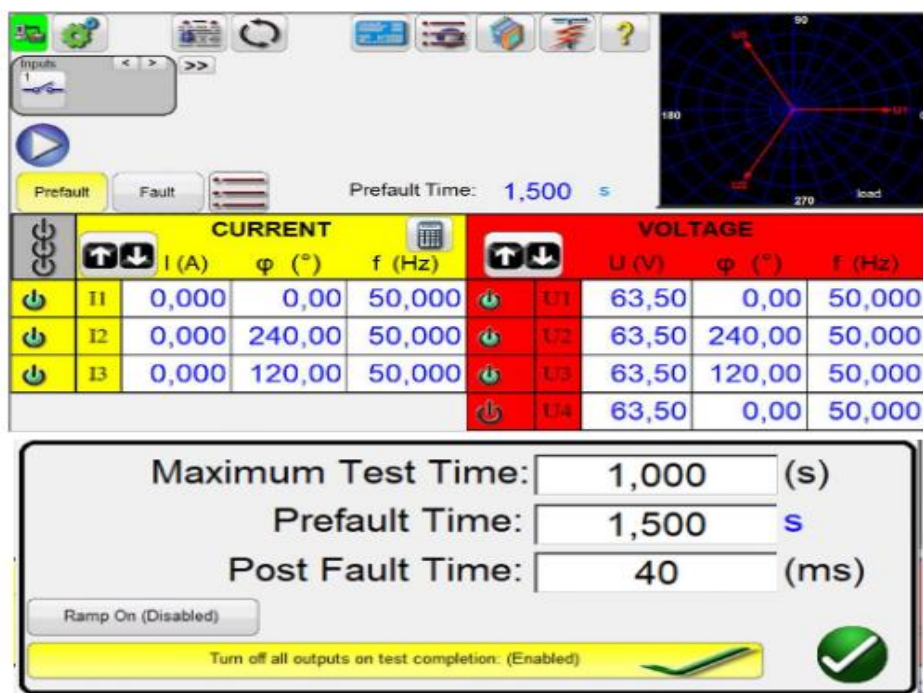 ?
Inputs < > >>
1
90
180
0
270
U3
U1
U2
load
Prefault Fault Prefault Time: 1,500 s
CURRENT VOLTAGE
I (A) φ (°) f (Hz) U (V) φ (°) f (Hz)
I1 0,000 0,00 50,000 U1 63,50 0,00 50,000
I2 0,000 240,00 50,000 U2 63,50 240,00 50,000
I3 0,000 120,00 50,000 U3 63,50 120,00 50,000
U4 63,50 0,00 50,000
Maximum Test Time: 1,000 (s)
Prefault Time: 1,500 s
Post Fault Time: 40 (ms)
Ramp On (Disabled)
Turn off all outputs on test completion: (Enabled)